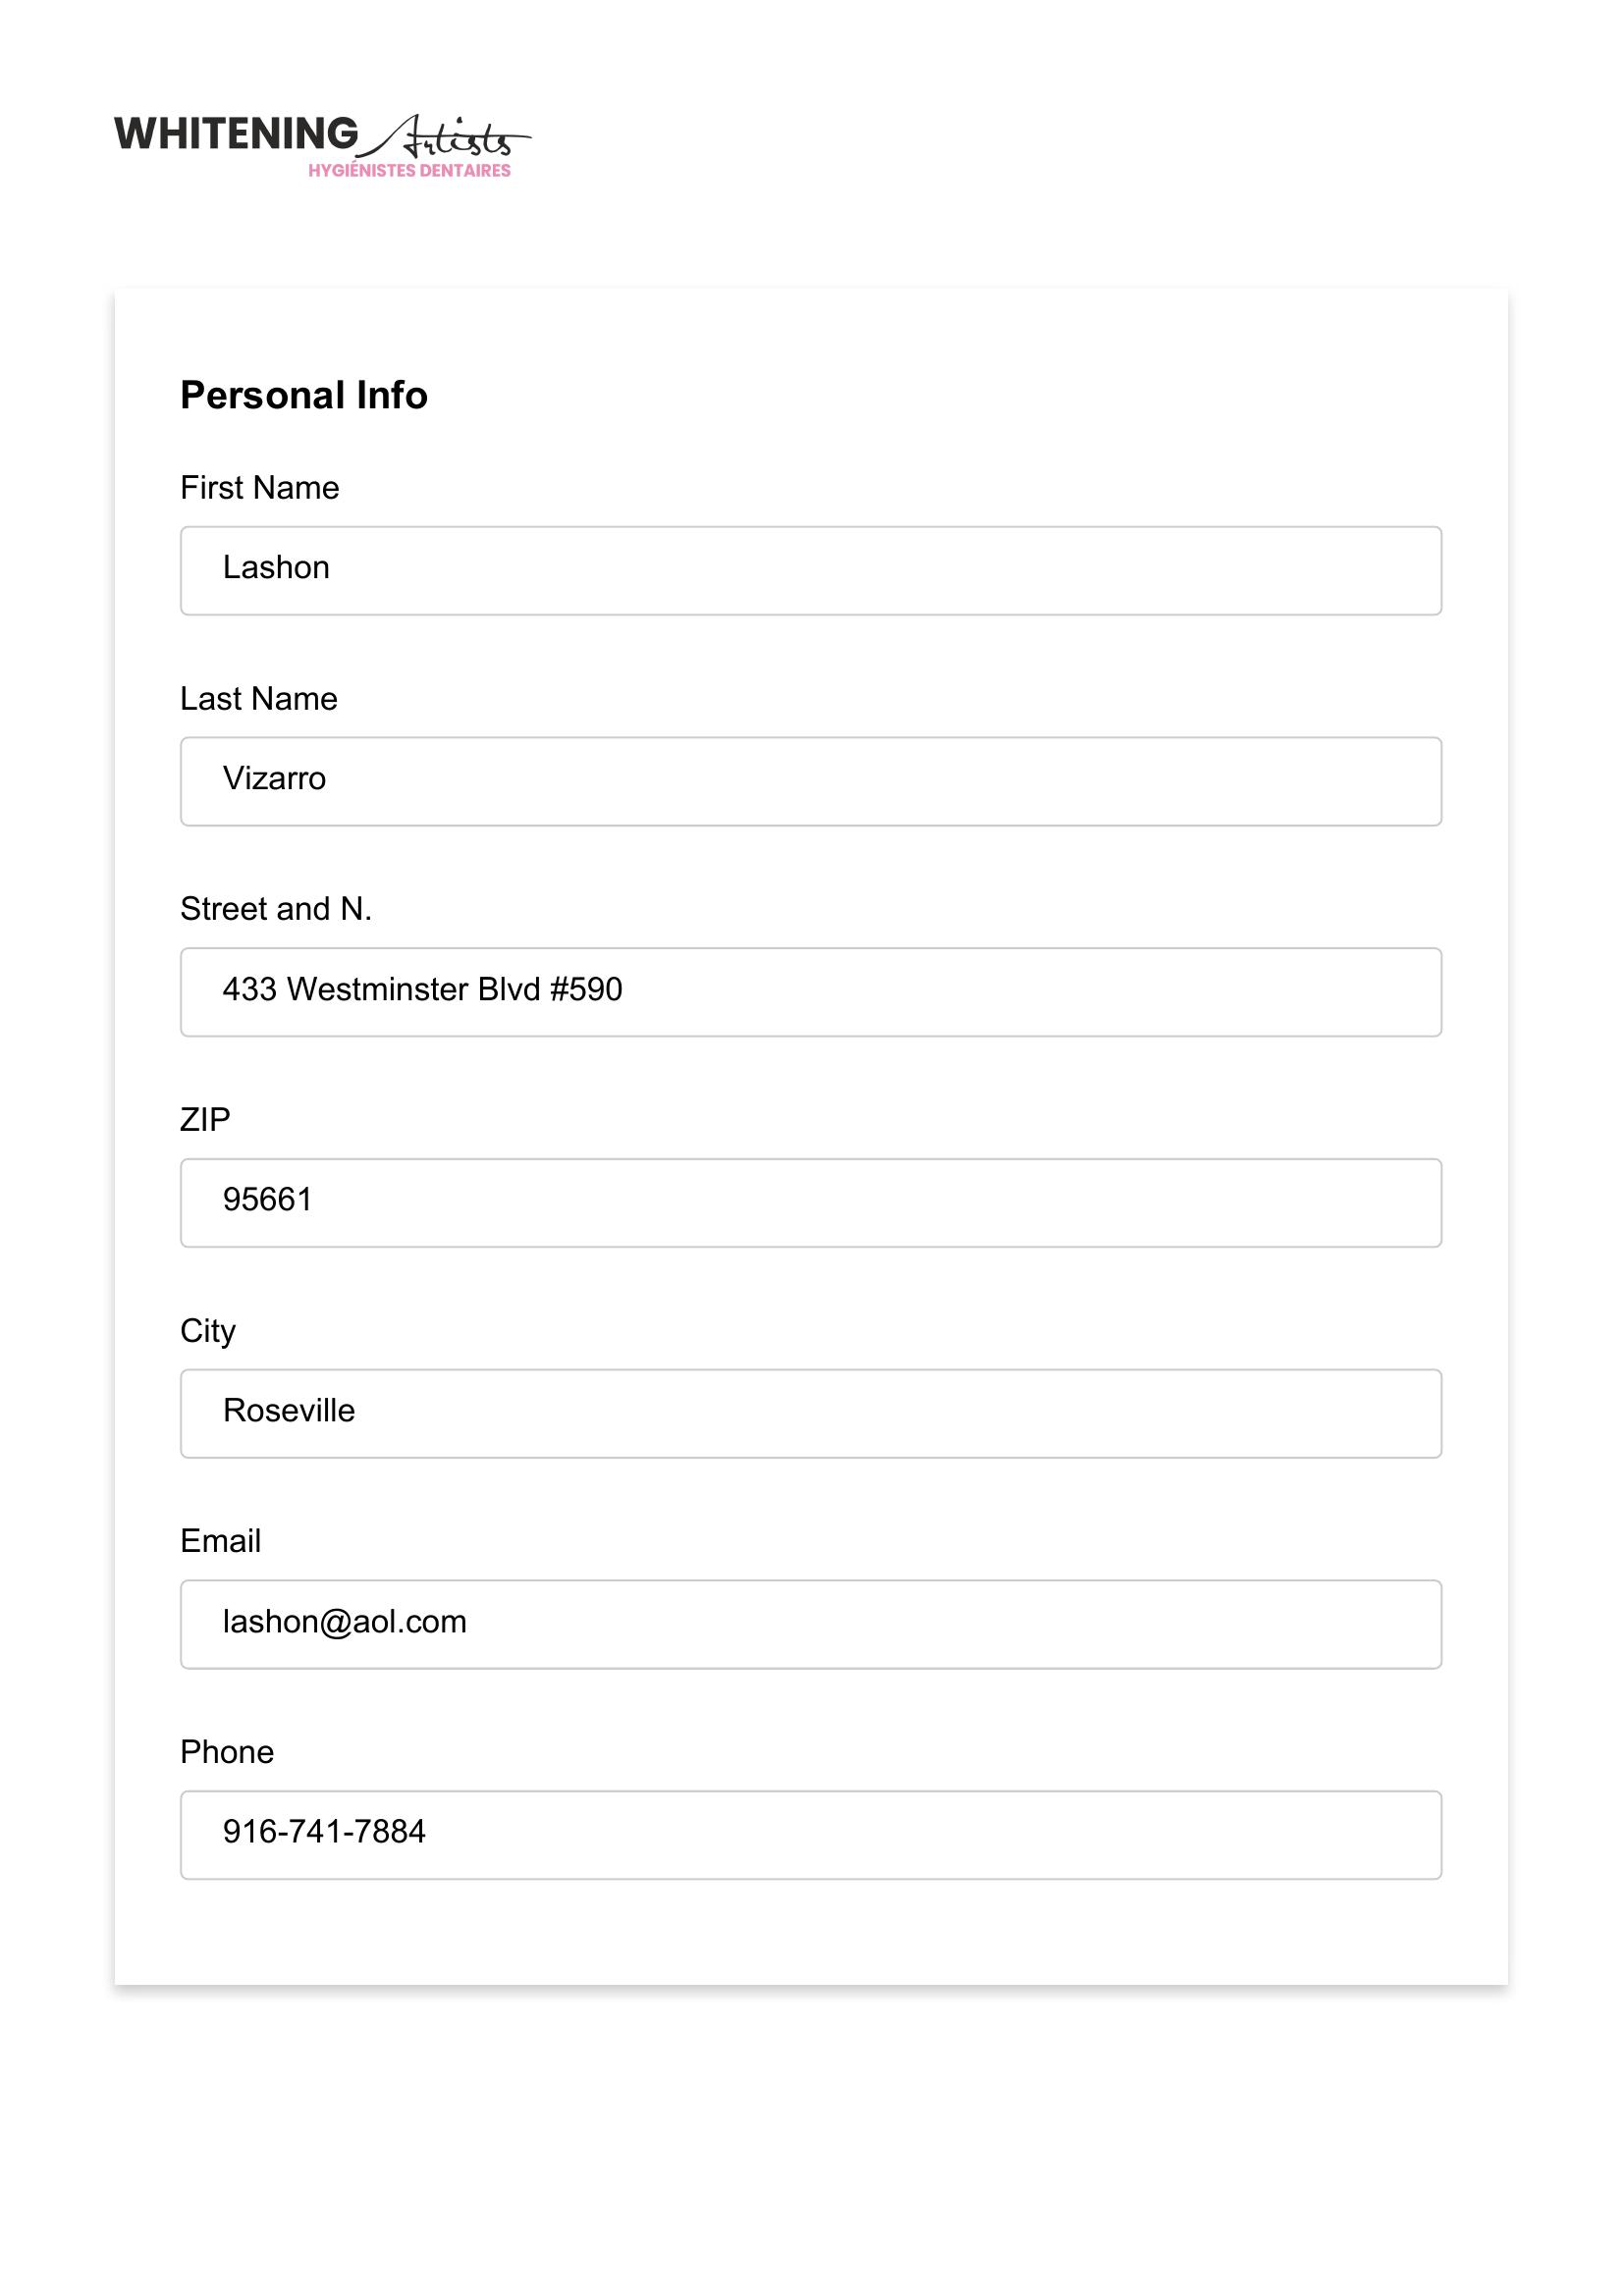 WHITENING Artists
HYGIÉNISTES DENTAIRES
Personal Info
First Name
Lashon
Last Name
Vizarro
Street and N.
433 Westminster Blvd #590
ZIP
95661
City
Roseville
Email
lashon@aol.com
Phone
916-741-7884